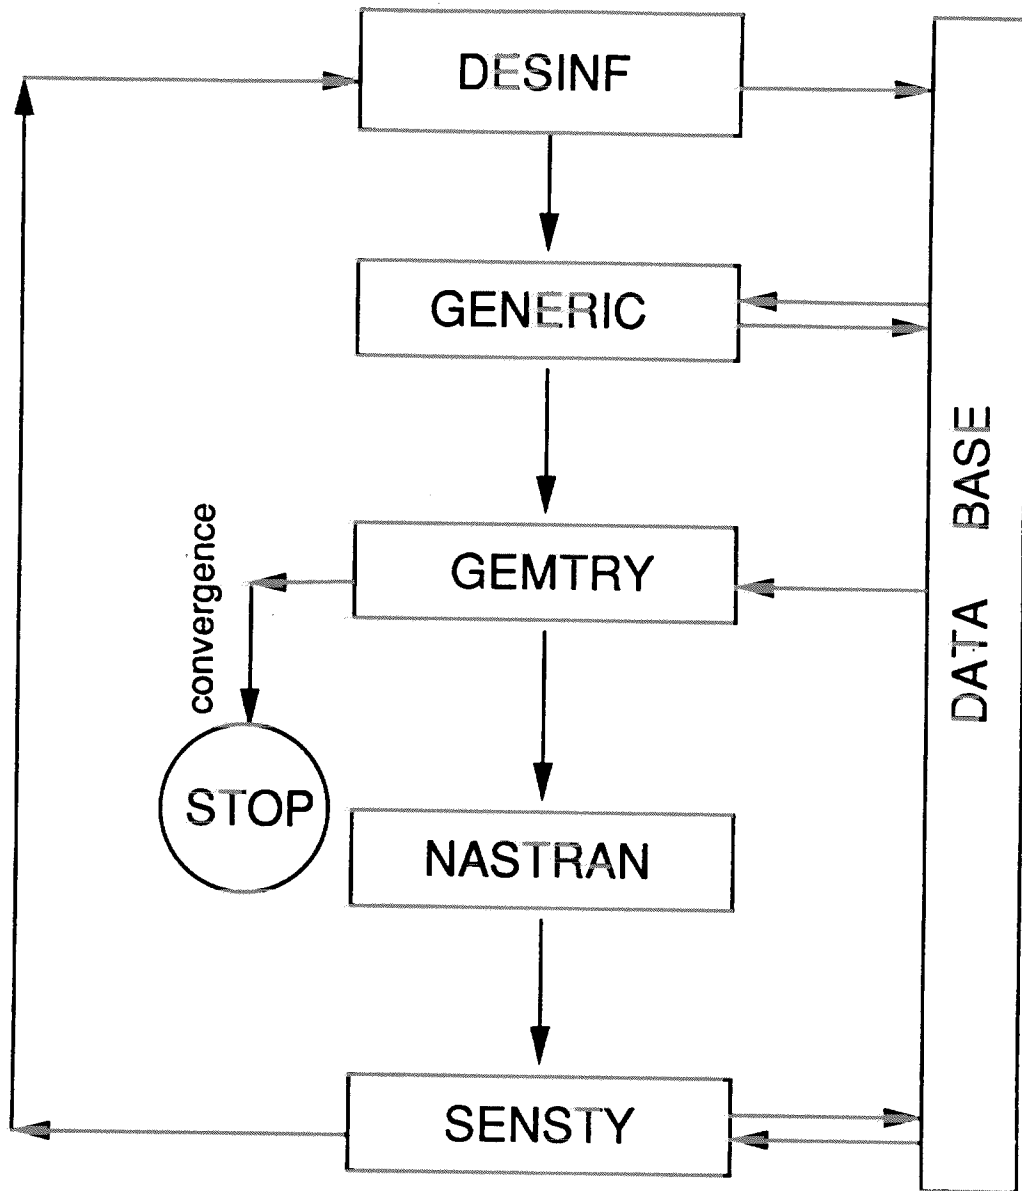 DESINF
GENERIC
GEMTRY
convergence
STOP
NASTRAN
SENSTY
DATA BASE